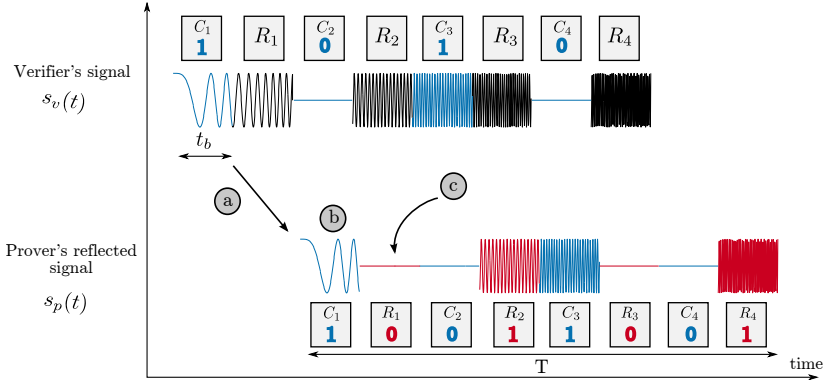 C₁ R₁ C₂ R₂ C₃ R₃ C₄ R₄
1 0 1 0
Verifier's signal
sᵥ(t)
t_b
a
b
c
Prover's reflected
signal
sₚ(t)
C₁ R₁ C₂ R₂ C₃ R₃ C₄ R₄
1 0 0 1 1 0 0 1
T
time